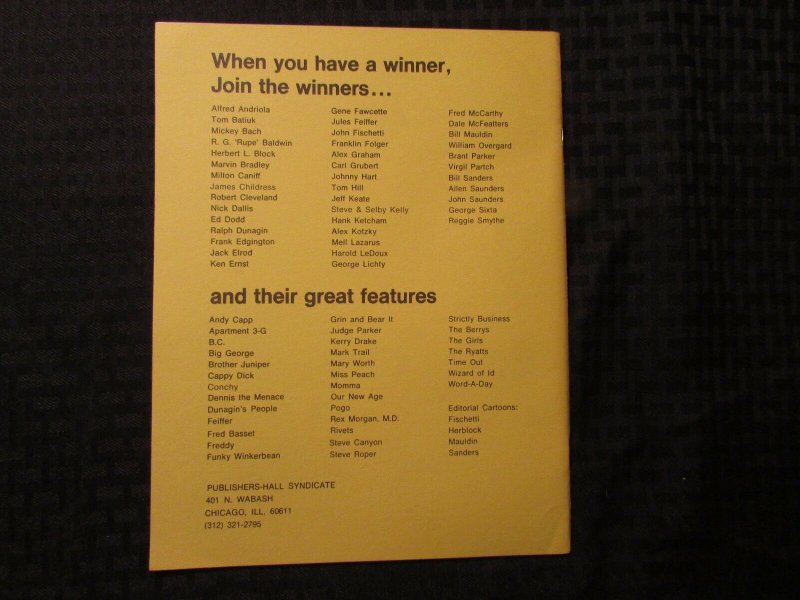 When you have a winner,
Join the winners...
Alfred Andriola
Tom Batiuk
Mickey Bach
R. G. 'Rupe' Baldwin
Herbert L. Block
Marvin Bradley
Milton Caniff
James Childress
Robert Cleveland
Nick Dallis
Ed Dodd
Ralph Dunagin
Frank Edgington
Jack Elrod
Ken Ernst
Gene Fawcette
Jules Feiffer
John Fischetti
Franklin Folger
Alex Graham
Carl Grubert
Johnny Hart
Tom Hill
Jeff Keate
Steve & Selby Kelly
Hank Ketcham
Alex Kotzky
Mell Lazarus
Harold LeDoux
George Lichty
Fred McCarthy
Dale McFeatters
Bill Mauldin
William Overgard
Brant Parker
Virgil Partch
Bill Sanders
Allen Saunders
John Saunders
George Sixta
Reggie Smythe
and their great features
Andy Capp
Apartment 3-G
B.C.
Big George
Brother Juniper
Cappy Dick
Conchy
Dennis the Menace
Dunagin's People
Feiffer
Fred Basset
Freddy
Funky Winkerbean
Grin and Bear It
Judge Parker
Kerry Drake
Mark Trail
Mary Worth
Miss Peach
Momma
Our New Age
Pogo
Rex Morgan, M.D.
Rivets
Steve Canyon
Steve Roper
Strictly Business
The Berrys
The Girls
The Ryatts
Time Out
Wizard of Id
Word-A-Day
Editorial Cartoons:
Fischetti
Herblock
Mauldin
Sanders
PUBLISHERS-HALL SYNDICATE
401 N. WABASH
CHICAGO, ILL. 60611
(312) 321-2795